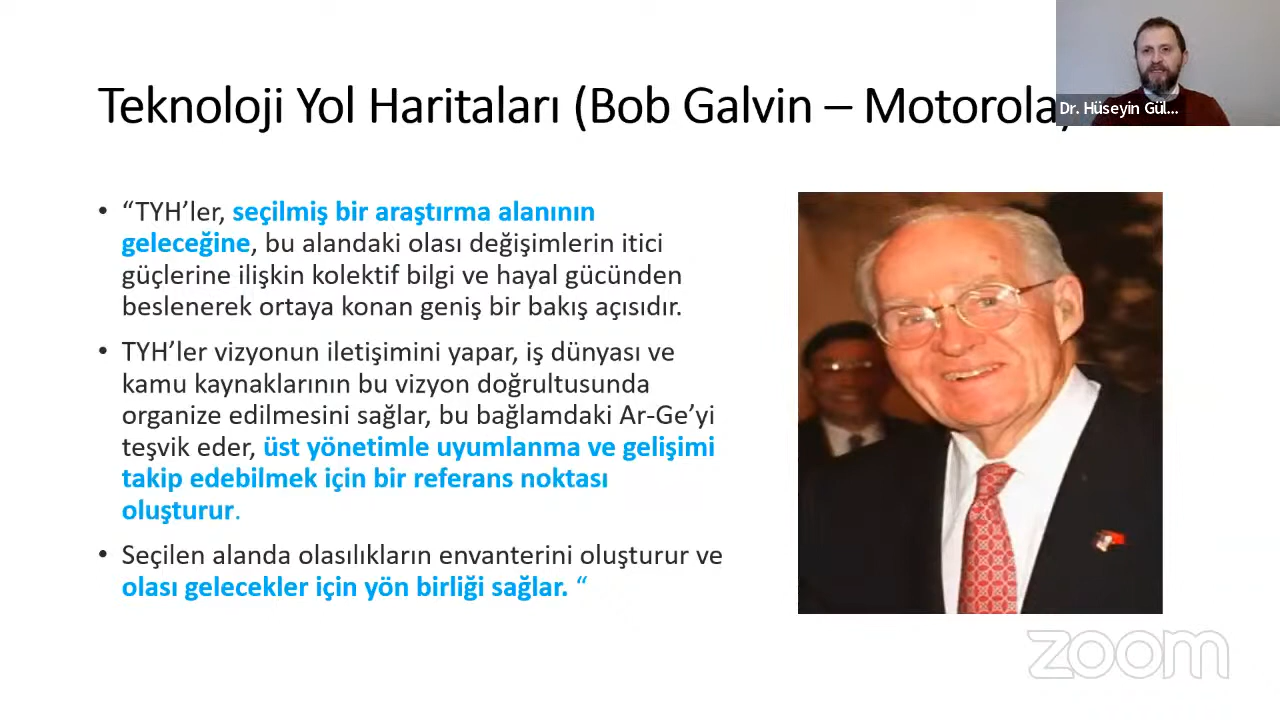 Teknoloji Yol Haritaları (Bob Galvin – Motorola)
Dr. Hüseyin Gül...
• “TYH’ler, seçilmiş bir araştırma alanının
geleceğine, bu alandaki olası değişimlerin itici
güçlerine ilişkin kolektif bilgi ve hayal gücünden
beslenerek ortaya konan geniş bir bakış açısıdır.
• TYH’ler vizyonun iletişimini yapar, iş dünyası ve
kamu kaynaklarının bu vizyon doğrultusunda
organize edilmesini sağlar, bu bağlamdaki Ar-Ge’yi
teşvik eder, üst yönetimle uyumlanma ve gelişimi
takip edebilmek için bir referans noktası
oluşturur.
• Seçilen alanda olasılıkların envanterini oluşturur ve
olası gelecekler için yön birliği sağlar. “
zoom